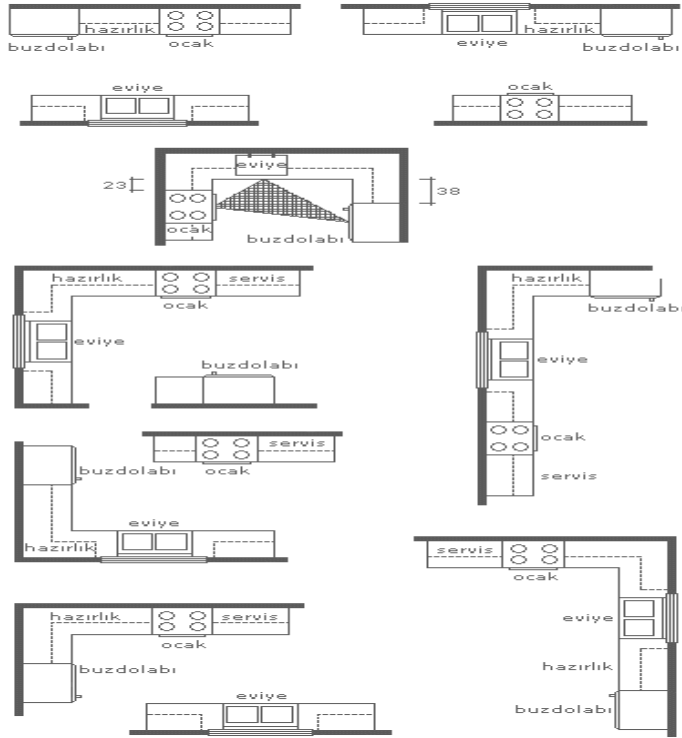 buzdolabı hazırlık ocak
eviye hazırlık buzdolabı
eviye
ocak
23 eviye 38
ocak buzdolabı
hazırlık servis
ocak
eviye
buzdolabı
hazırlık
buzdolabı
eviye
ocak
servis
servis
buzdolabı ocak
eviye
hazırlık
servis
ocak
eviye
hazırlık
buzdolabı
hazırlık servis
ocak
buzdolabı
eviye